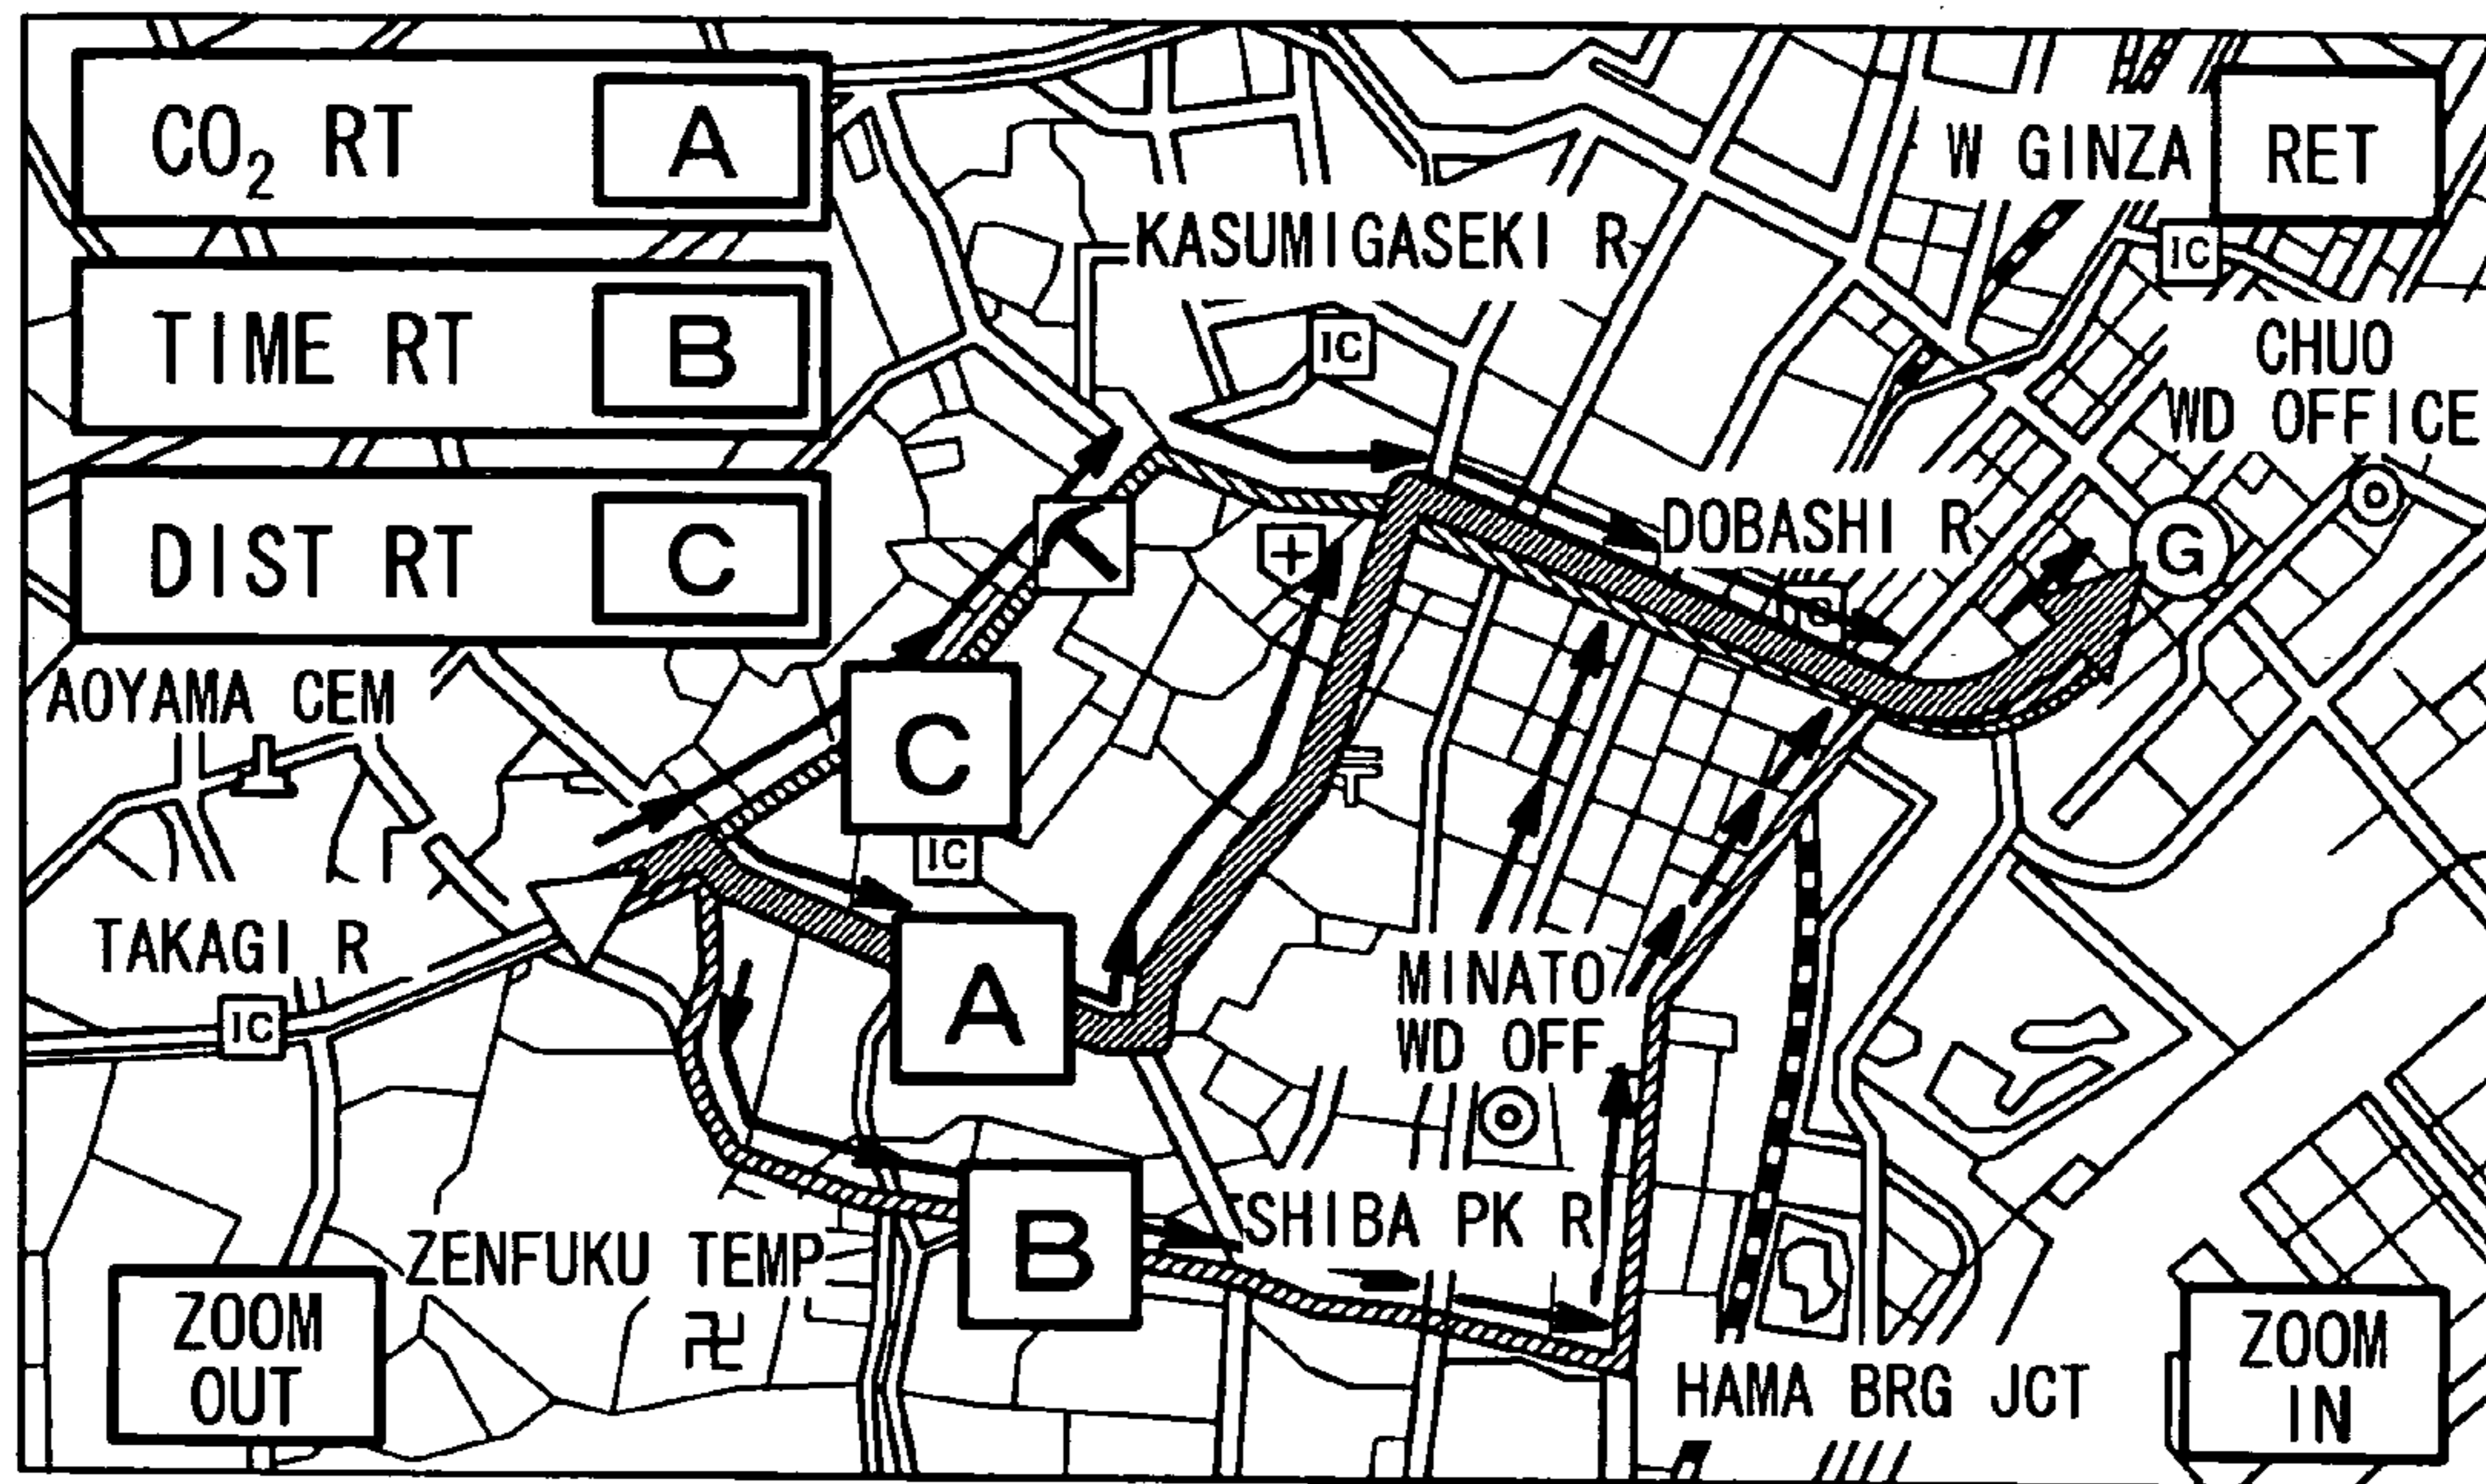 CO₂ RT A
TIME RT B
DIST RT C
W GINZA
RET
KASUMIGASEKI R
IC
IC
CHUO
WD OFFICE
DOBASHI R
G
AOYAMA CEM
C
IC
TAKAGI R
IC
A
MINATO
WD OFF
B
SHIBA PK R
ZENFUKU TEMP
ZOOM
OUT
HAMA BRG JCT
ZOOM
IN